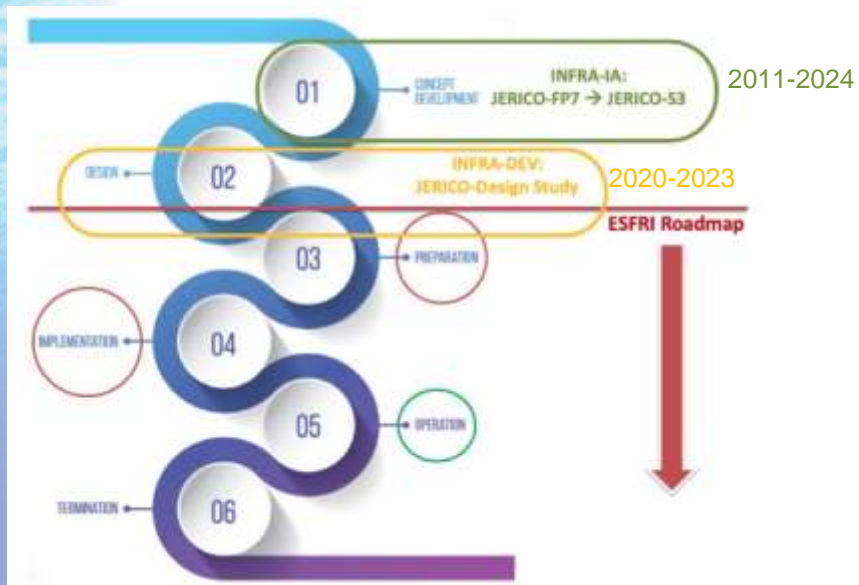 01
CONCEPT
DEVELOPMENT
INFRA-IA:
JERICO-FP7 → JERICO-S3
2011-2024
DESIGN
02
INFRA-DEV:
JERICO-Design Study
2020-2023
ESFRI Roadmap
03
PREPARATION
IMPLEMENTATION
04
05
OPERATION
TERMINATION
06